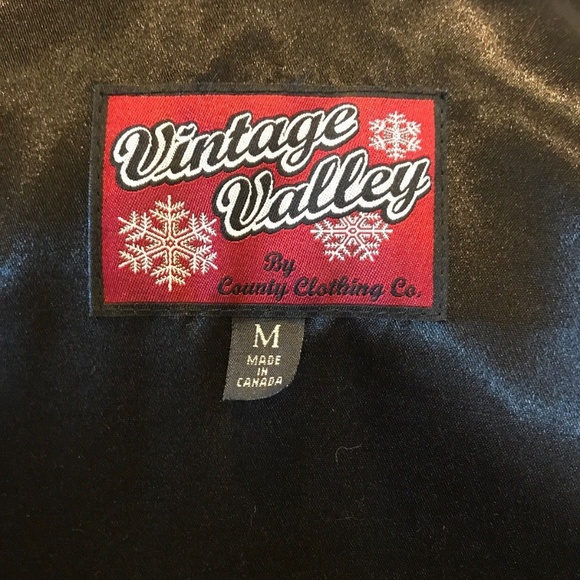 Vintage
Valley
By
County Clothing Co.
M
MADE
IN
CANADA